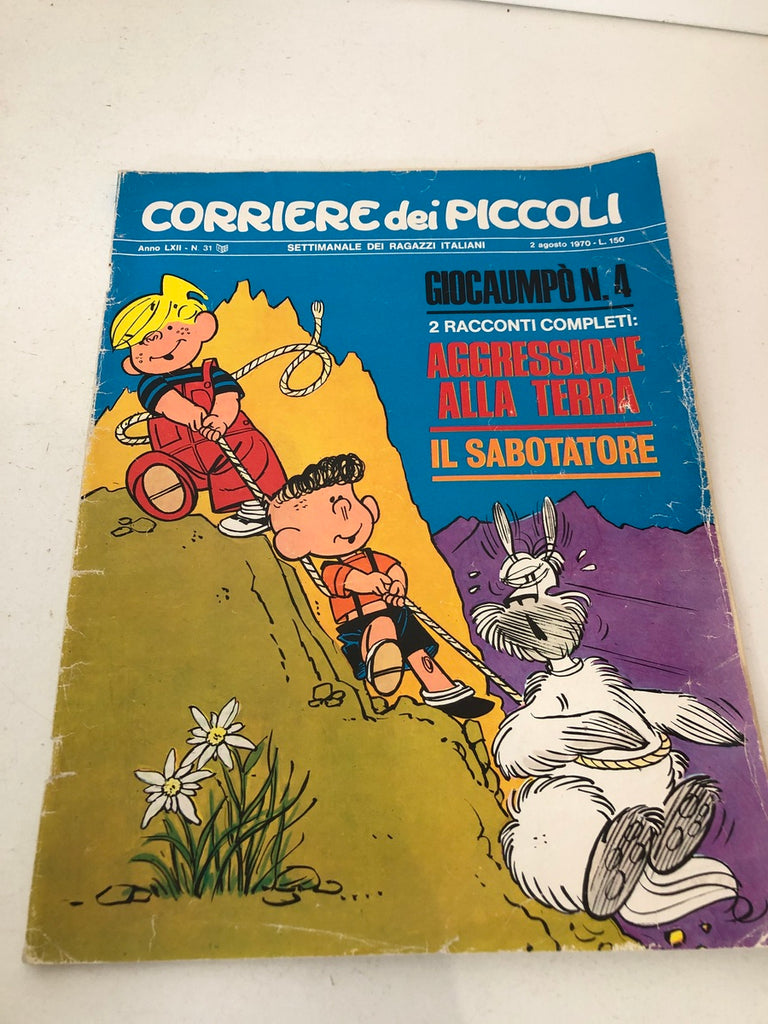 CORRIERE dei PICCOLI
Anno LXII - N. 31 SETTIMANALE DEI RAGAZZI ITALIANI 2 agosto 1970 - L. 150
GIOCAUMPÒ N. 4
2 RACCONTI COMPLETI:
AGGRESSIONE
ALLA TERRA
IL SABOTATORE